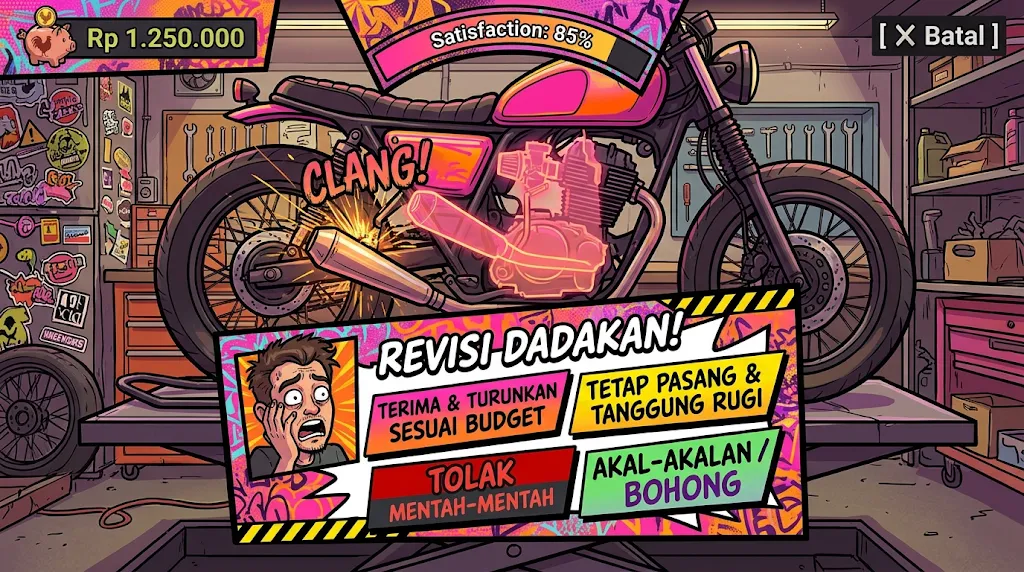 Rp 1.250.000
Satisfaction: 85%
[ X Batal ]
CLANG!
REVISI DADAKAN!
TERIMA & TURUNKAN
SESUAI BUDGET
TETAP PASANG &
TANGGUNG RUGI
TOLAK
MENTAH-MENTAH
AKAL-AKALAN /
BOHONG